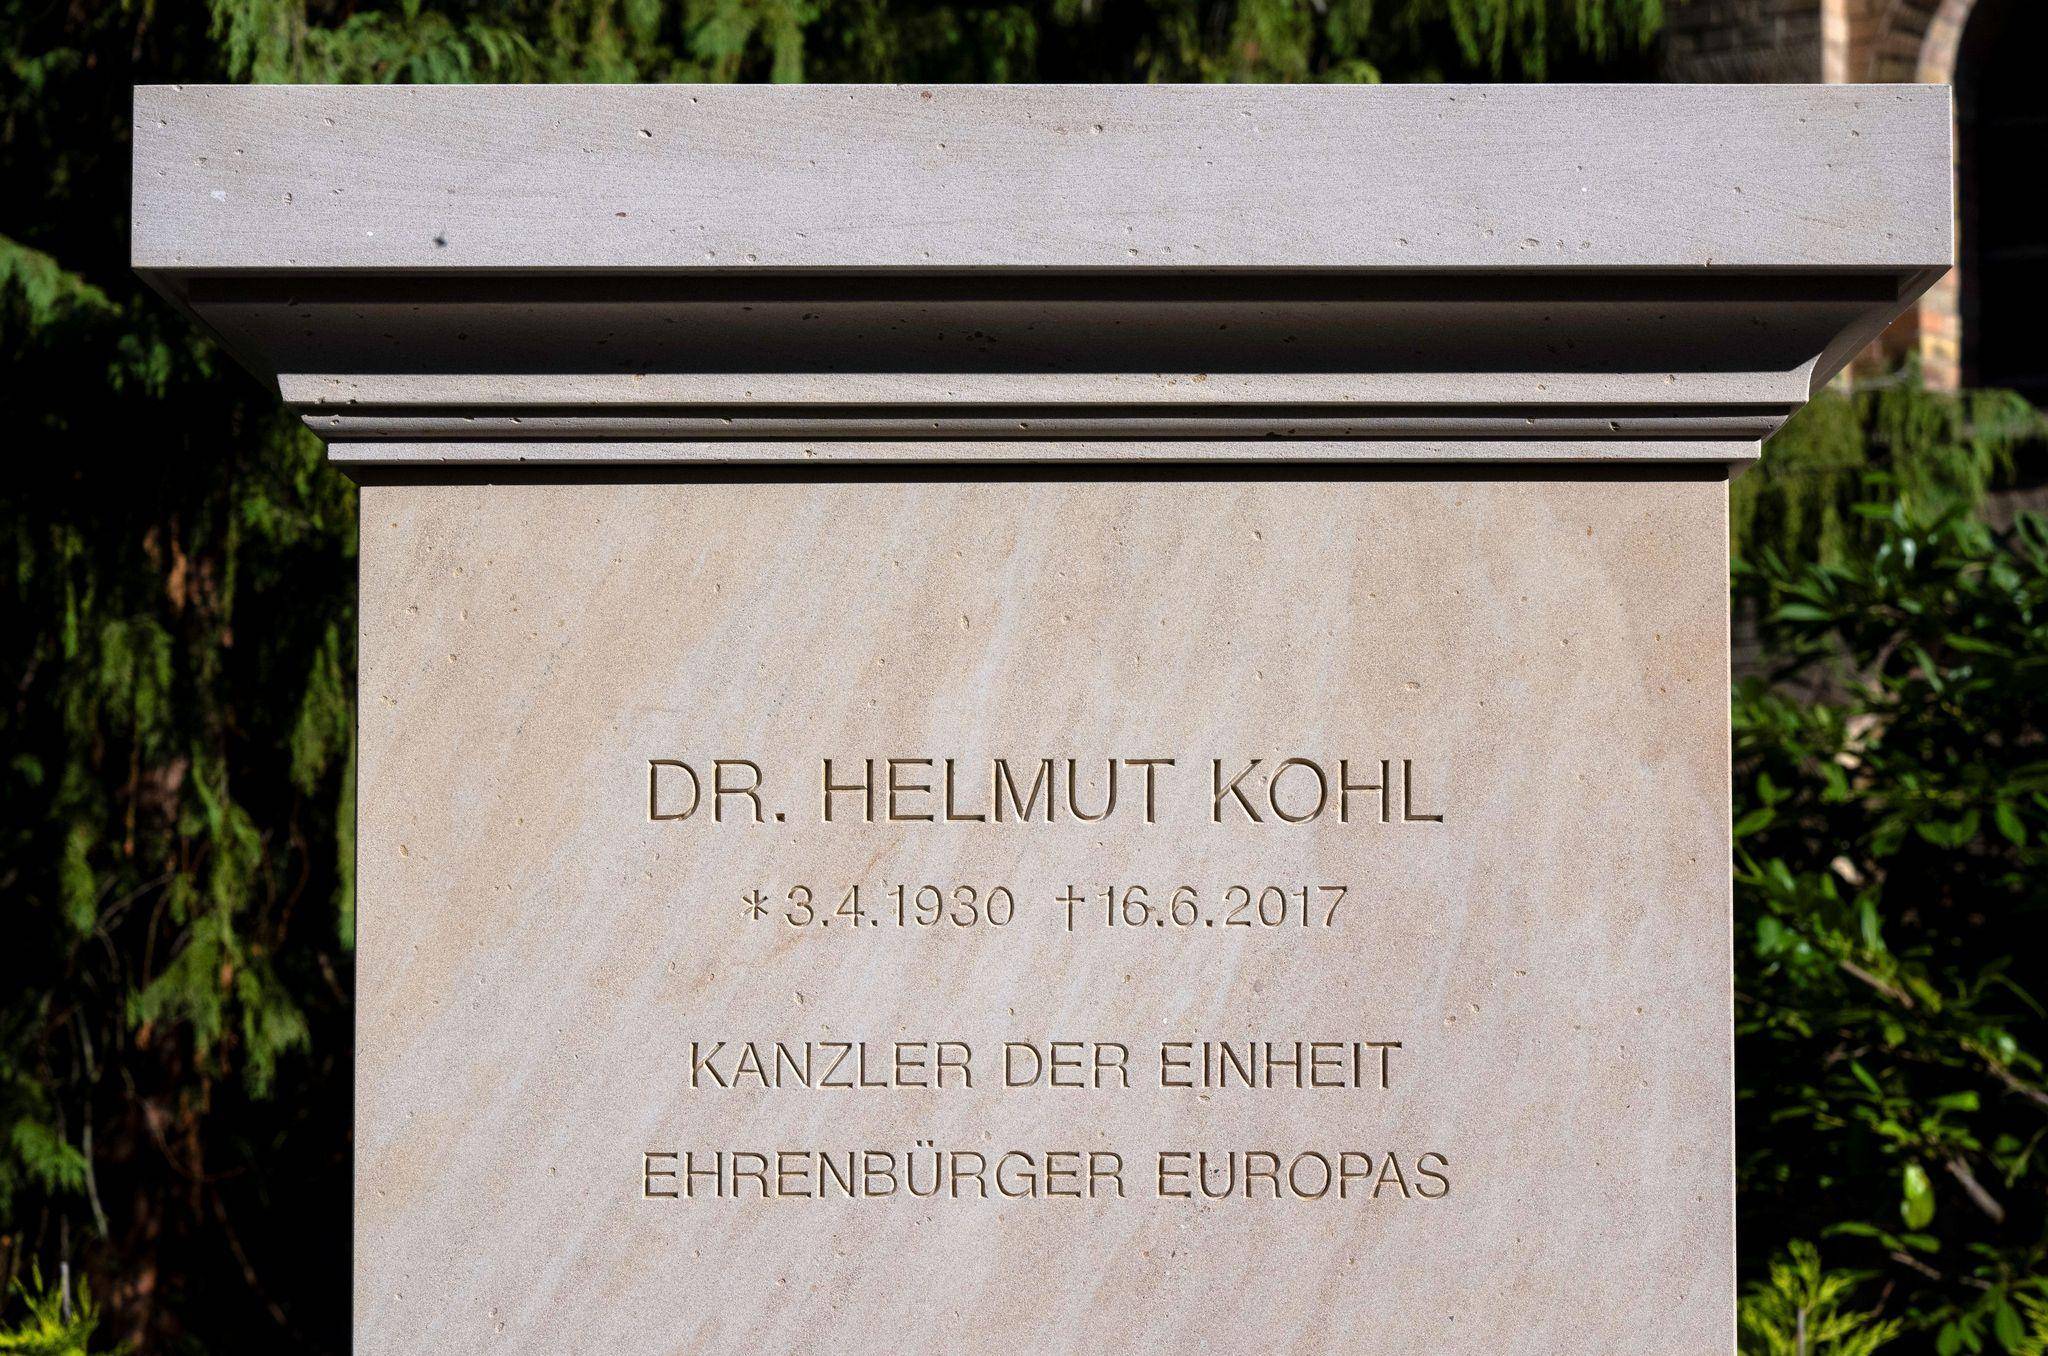 DR. HELMUT KOHL
*3.4.1930 †16.6.2017
KANZLER DER EINHEIT
EHRENBÜRGER EUROPAS